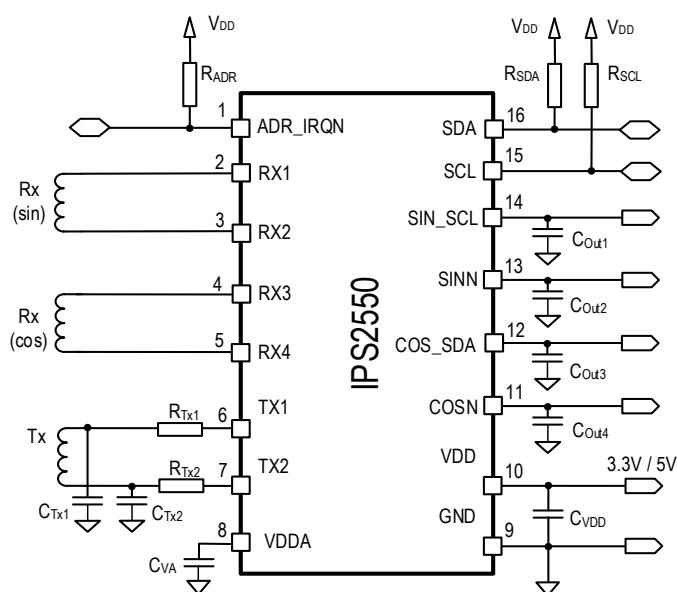 VDD
RADR
1
ADR_IRQN
2
RX1
Rx
(sin)
3
RX2
4
RX3
Rx
(cos)
5
RX4
TX1
6
RTx1
Tx
TX2
7
RTx2
CTx1
CTx2
8
VDDA
CVA
IPS2550
VDD
VDD
RSDA
RSCL
SDA
16
SCL
15
SIN_SCL
14
COut1
SINN
13
COut2
COS_SDA
12
COut3
COSN
11
COut4
VDD
10
3.3V / 5V
CVDD
GND
9